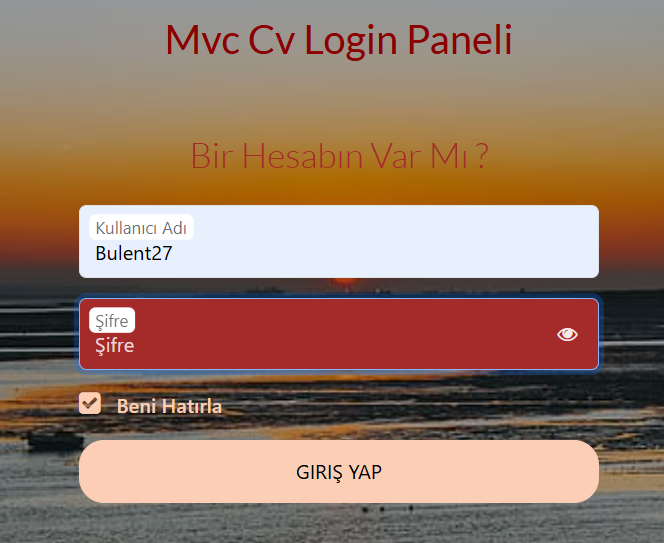 Mvc Cv Login Paneli
Bir Hesabın Var Mı ?
Kullanıcı Adı
Bulent27
Şifre
Şifre
Beni Hatırla
GIRIŞ YAP